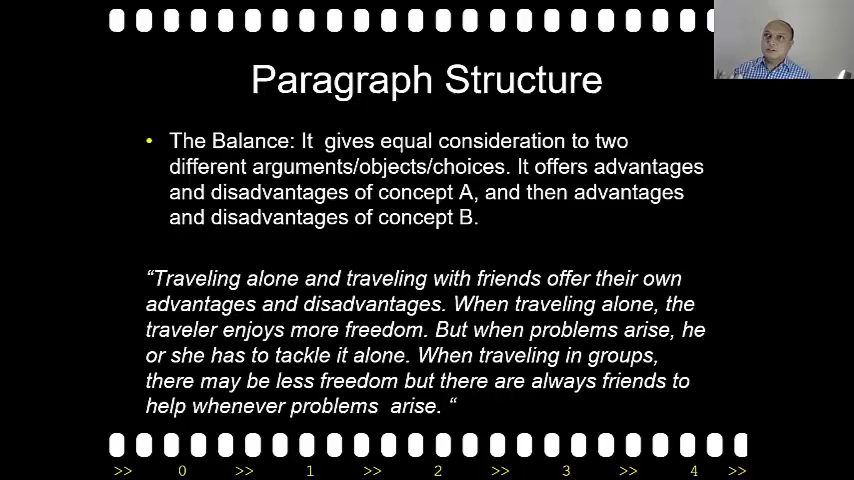 Paragraph Structure
• The Balance: It gives equal consideration to two
different arguments/objects/choices. It offers advantages
and disadvantages of concept A, and then advantages
and disadvantages of concept B.
“Traveling alone and traveling with friends offer their own
advantages and disadvantages. When traveling alone, the
traveler enjoys more freedom. But when problems arise, he
or she has to tackle it alone. When traveling in groups,
there may be less freedom but there are always friends to
help whenever problems arise. “
>> 0 >> 1 >> 2 >> 3 >> 4 >>